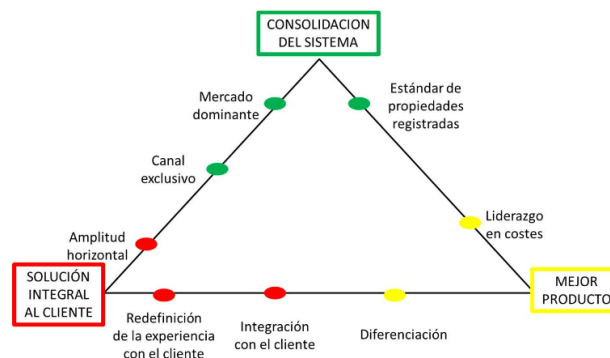 CONSOLIDACION
DEL SISTEMA
Mercado
dominante
Estándar de
propiedades
registradas
Canal
exclusivo
Amplitud
horizontal
Liderazgo
en costes
SOLUCIÓN
INTEGRAL
AL CLIENTE
MEJOR
PRODUCTO
Redefinición
de la experiencia
con el cliente
Integración
con el cliente
Diferenciación